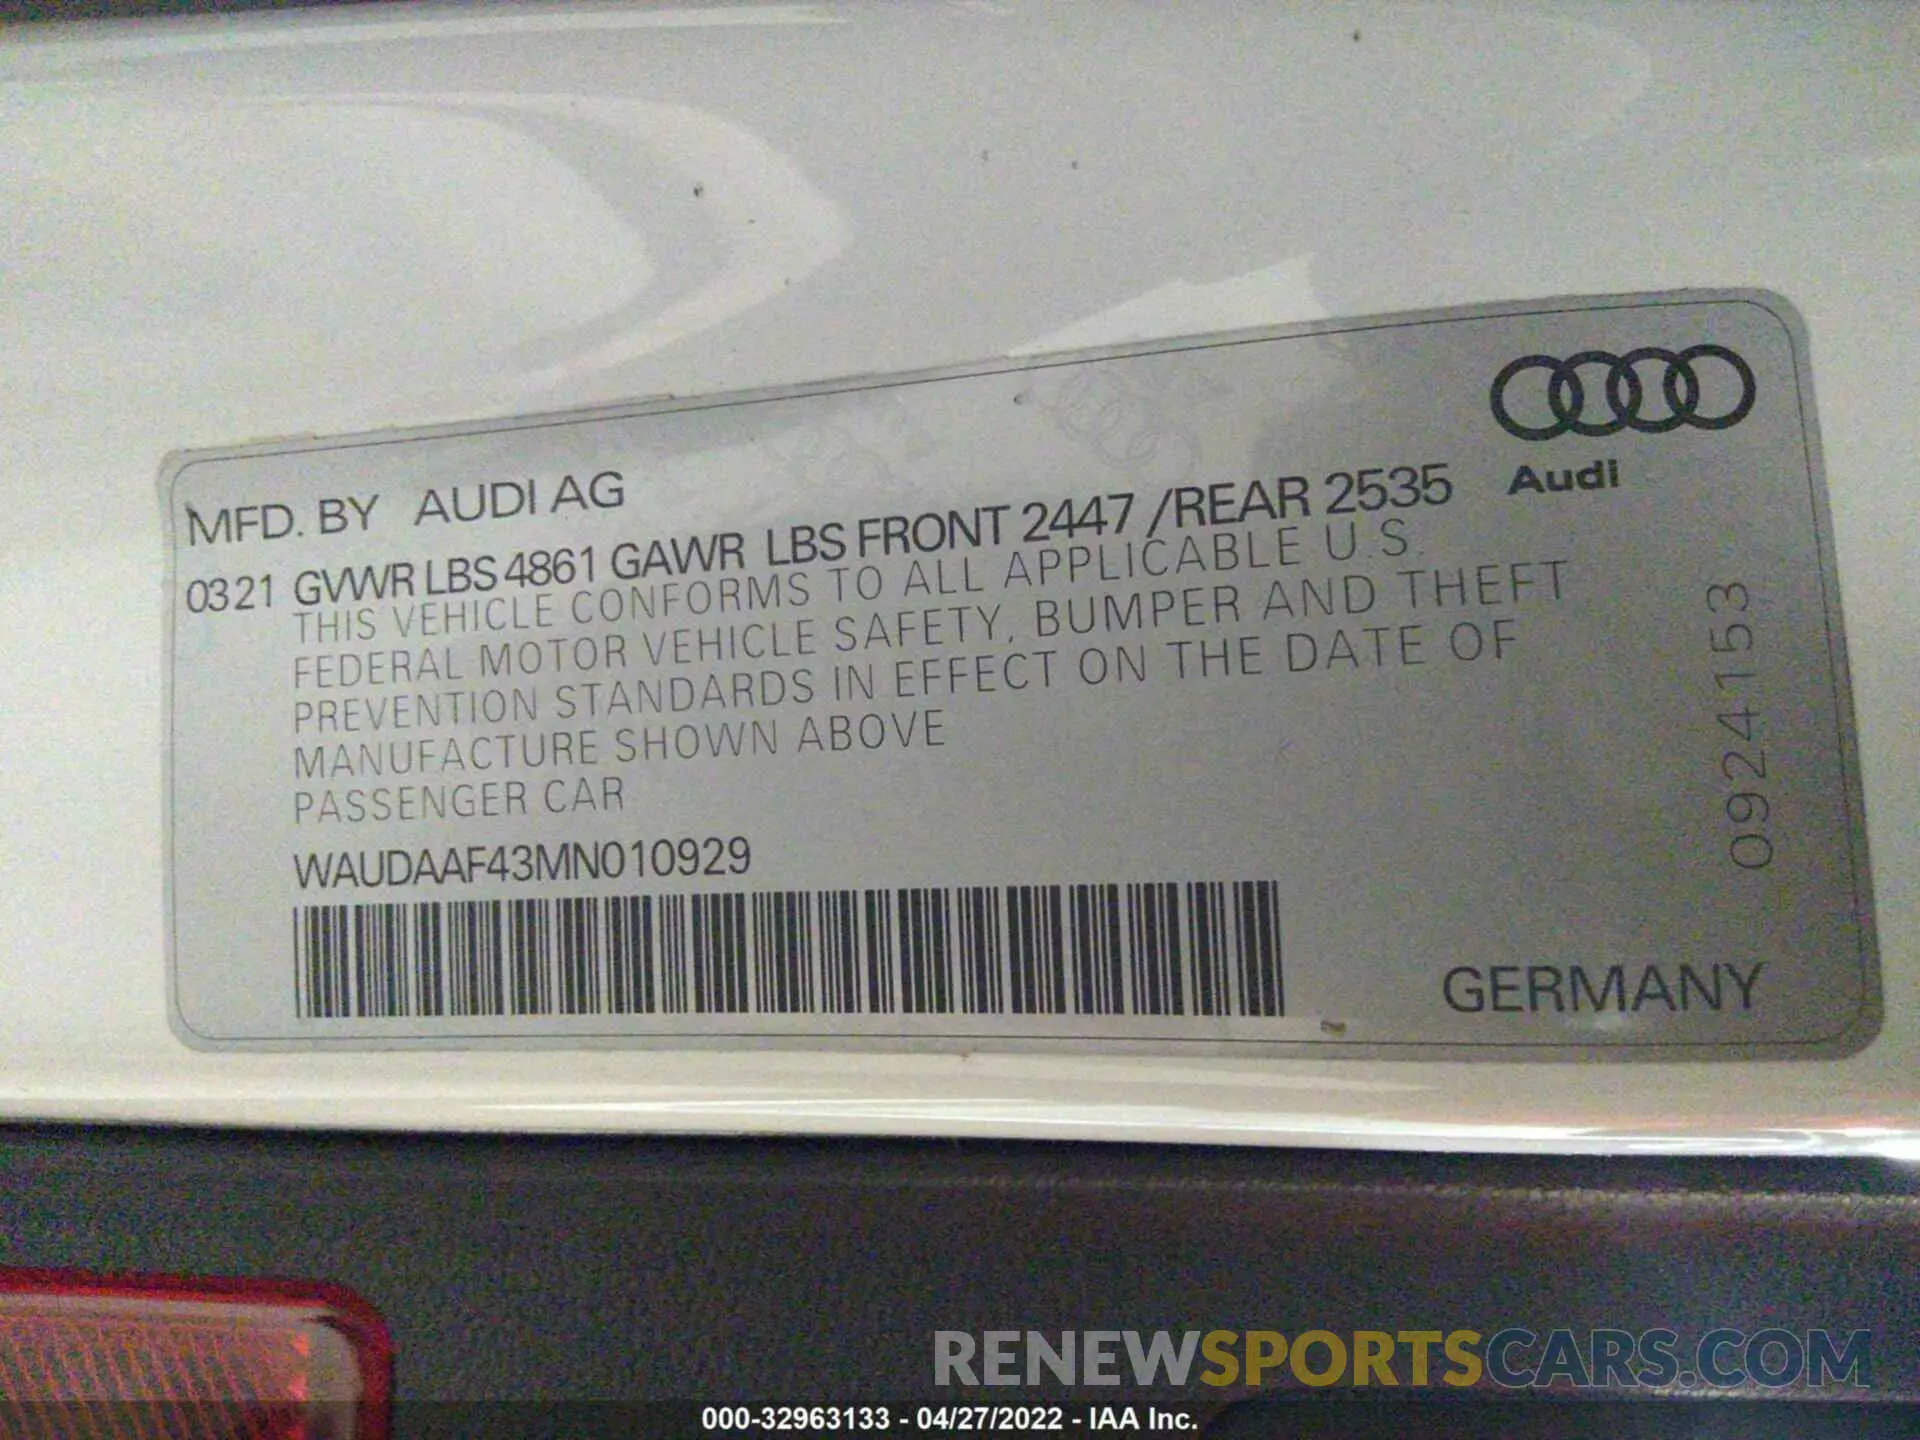 MFD. BY AUDI AG
0321 GVWR LBS 4861 GAWR LBS FRONT 2447 /REAR 2535
Audi
THIS VEHICLE CONFORMS TO ALL APPLICABLE U.S.
FEDERAL MOTOR VEHICLE SAFETY, BUMPER AND THEFT
PREVENTION STANDARDS IN EFFECT ON THE DATE OF
MANUFACTURE SHOWN ABOVE
PASSENGER CAR
WAUDAAF43MN010929
0924153
GERMANY
RENEWSPORTSCARS.COM
000-32963133 - 04/27/2022 - IAA Inc.